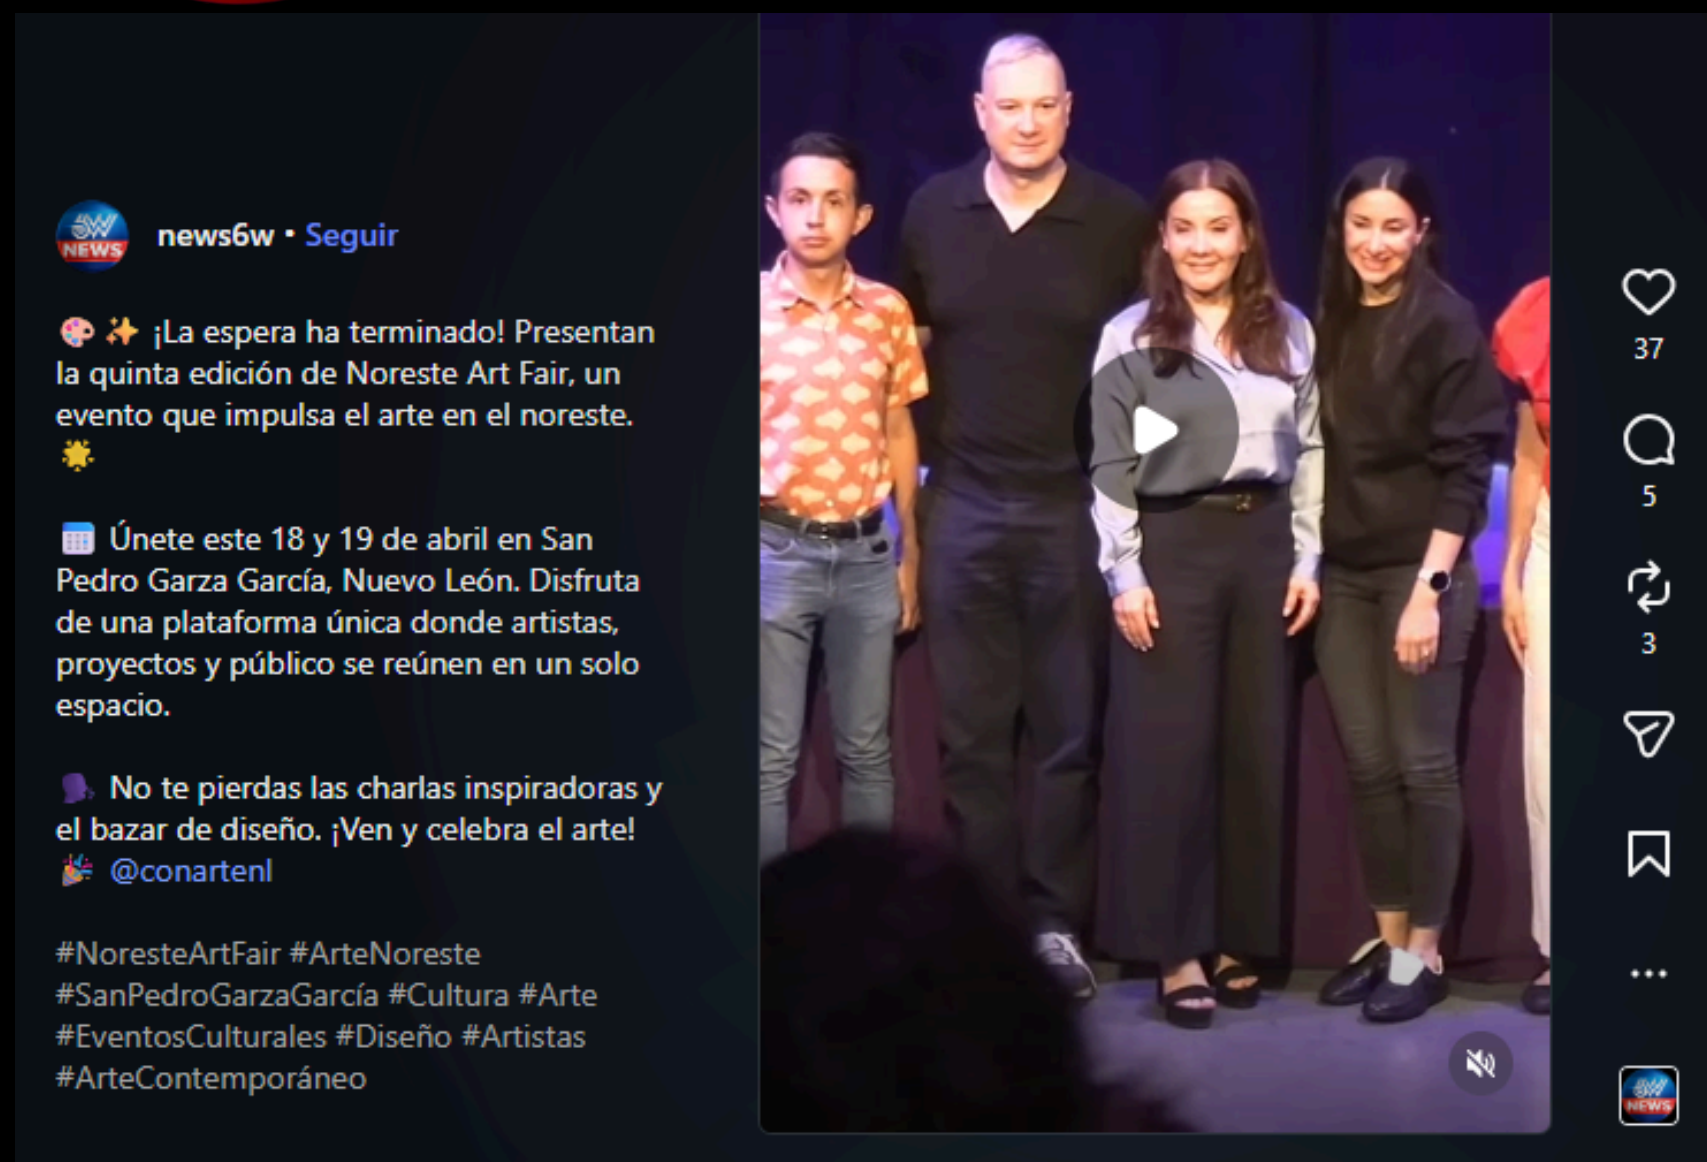 news6w • Seguir
🎨✨ ¡La espera ha terminado! Presentan
la quinta edición de Noreste Art Fair, un
evento que impulsa el arte en el noreste.
🌟
📅 Únete este 18 y 19 de abril en San
Pedro Garza García, Nuevo León. Disfruta
de una plataforma única donde artistas,
proyectos y público se reúnen en un solo
espacio.
🗣️ No te pierdas las charlas inspiradoras y
el bazar de diseño. ¡Ven y celebra el arte!
🎉 @conartenl
#NoresteArtFair #ArteNoreste
#SanPedroGarzaGarcía #Cultura #Arte
#EventosCulturales #Diseño #Artistas
#ArteContemporáneo
37
5
3
NEWS
NEWS